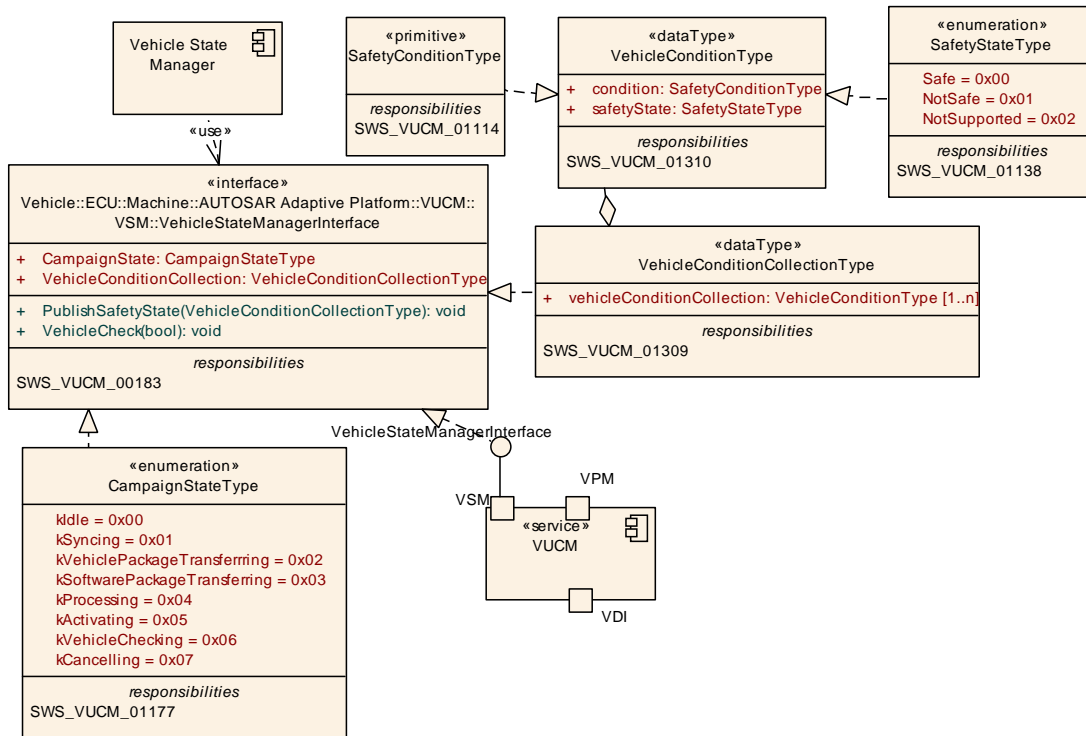 Vehicle State
Manager
«use»
«primitive»
SafetyConditionType
responsibilities
SWS_VUCM_01114
«dataType»
VehicleConditionType
+ condition: SafetyConditionType
+ safetyState: SafetyStateType
responsibilities
SWS_VUCM_01310
«enumeration»
SafetyStateType
Safe = 0x00
NotSafe = 0x01
NotSupported = 0x02
responsibilities
SWS_VUCM_01138
«interface»
Vehicle::ECU::Machine::AUTOSAR Adaptive Platform::VUCM::
VSM::VehicleStateManagerInterface
+ CampaignState: CampaignStateType
+ VehicleConditionCollection: VehicleConditionCollectionType
+ PublishSafetyState(VehicleConditionCollectionType): void
+ VehicleCheck(bool): void
responsibilities
SWS_VUCM_00183
«dataType»
VehicleConditionCollectionType
+ vehicleConditionCollection: VehicleConditionType [1..n]
responsibilities
SWS_VUCM_01309
VehicleStateManagerInterface
«enumeration»
CampaignStateType
kIdle = 0x00
kSyncing = 0x01
kVehiclePackageTransferrring = 0x02
kSoftwarePackageTransferring = 0x03
kProcessing = 0x04
kActivating = 0x05
kVehicleChecking = 0x06
kCancelling = 0x07
responsibilities
SWS_VUCM_01177
VSM
VPM
«service»
VUCM
VDI